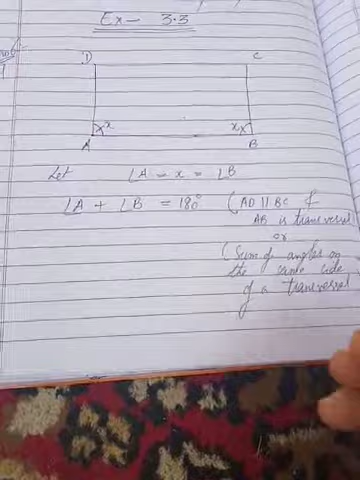 Ex - 3.3
D C
x x
A B
Let ∠A = x = ∠B
∠A + ∠B = 180° (AD || BC &
AB is transversal
or
(Sum of angles on
the same side
of a transversal